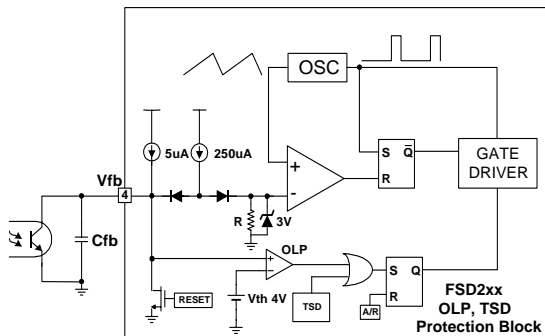 OSC
5uA
250uA
Vfb
4
+
-
S
Q̅
R
GATE
DRIVER
R
3V
Cfb
OLP
+
-
RESET
Vth 4V
TSD
S
Q
A/R
R
FSD2xx
OLP, TSD
Protection Block